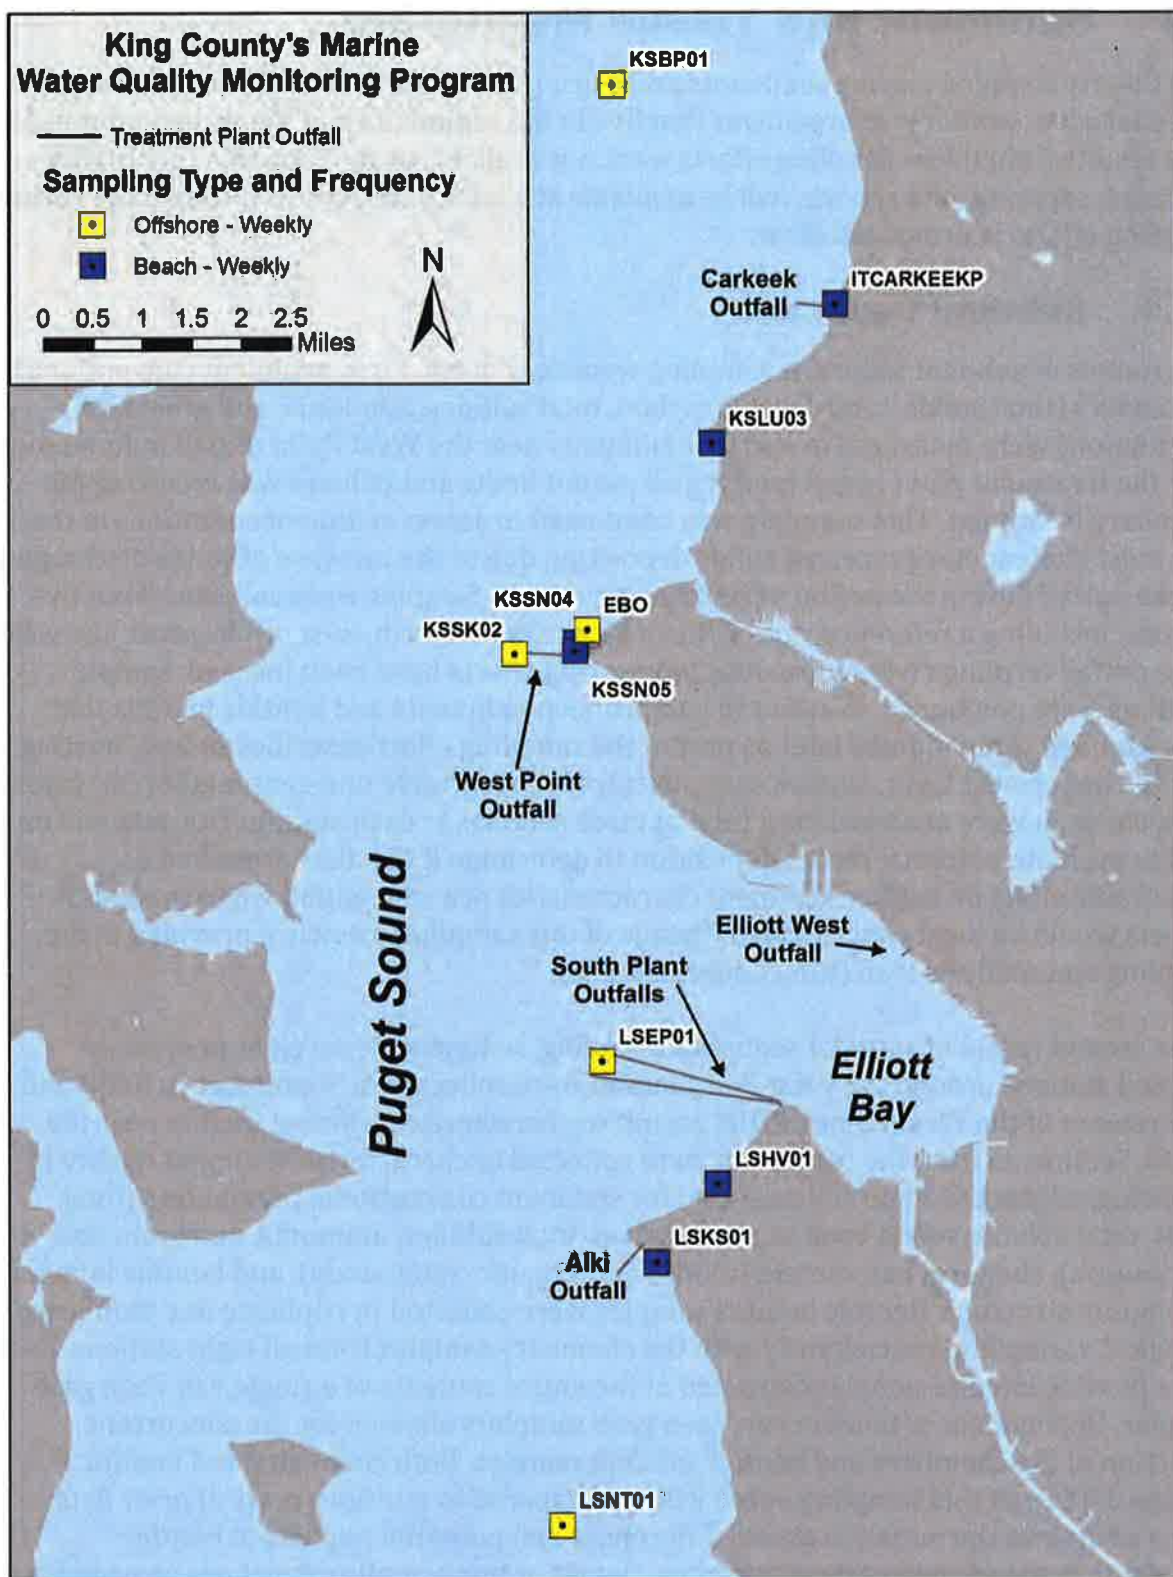 King County's Marine
Water Quality Monitoring Program
Treatment Plant Outfall
Sampling Type and Frequency
Offshore - Weekly
Beach - Weekly
N
0 0.5 1 1.5 2 2.5
Miles
KSBP01
Carkeek
Outfall
ITCARKEEKP
KSLU03
KSSN04
EBO
KSSK02
KSSN05
West Point
Outfall
Puget Sound
Elliott West
Outfall
South Plant
Outfalls
LSEP01
Elliott
Bay
LSHV01
LSKS01
Alki
Outfall
LSNT01